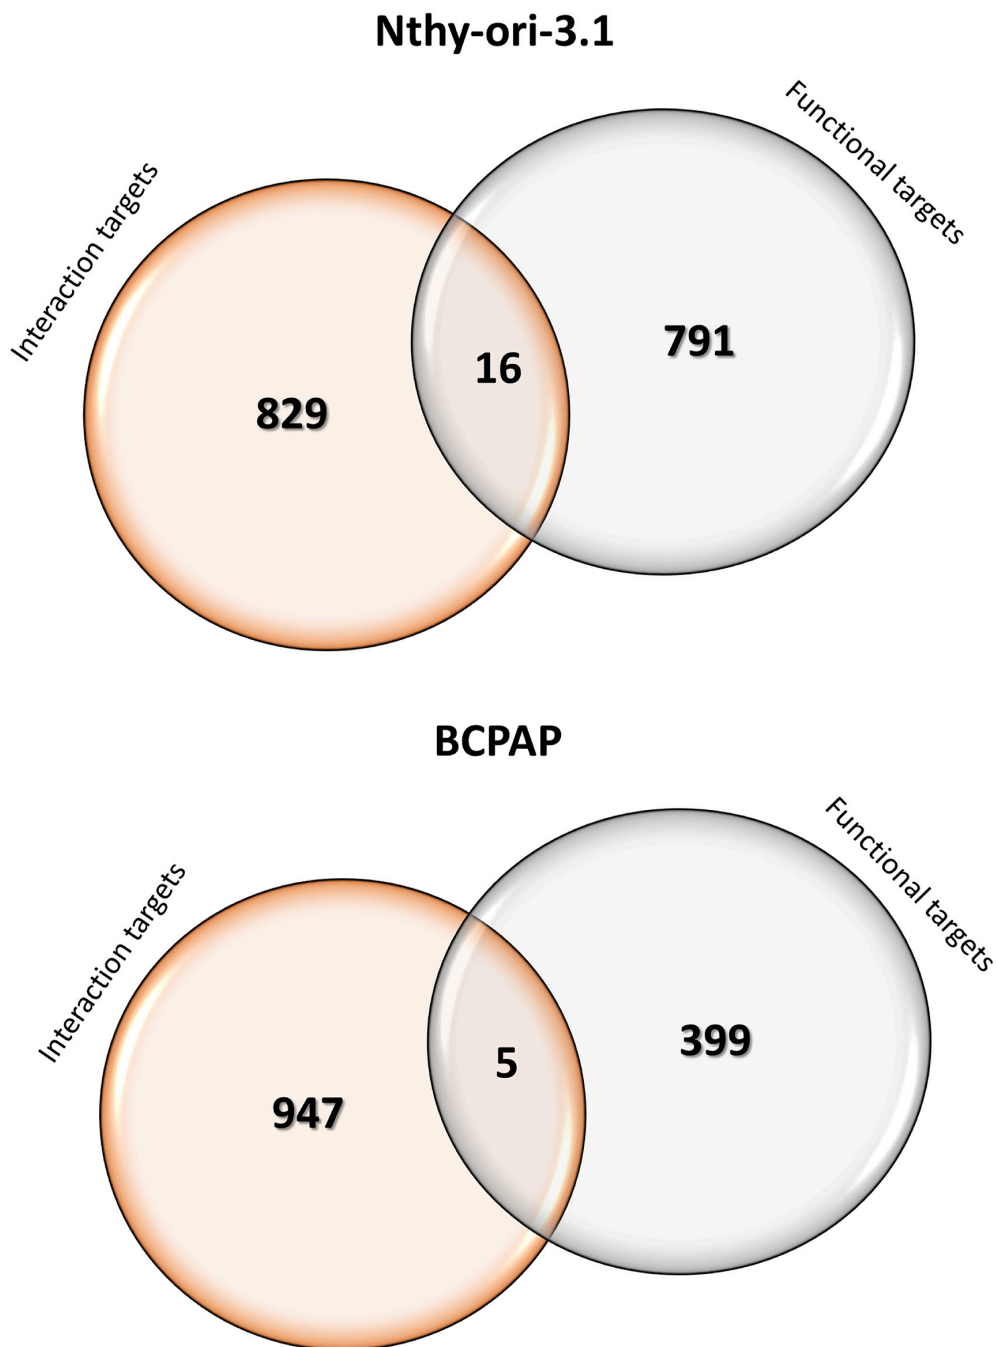 Nthy-ori-3.1
Functional targets
Interaction targets
829
16
791
BCPAP
Functional targets
Interaction targets
947
5
399